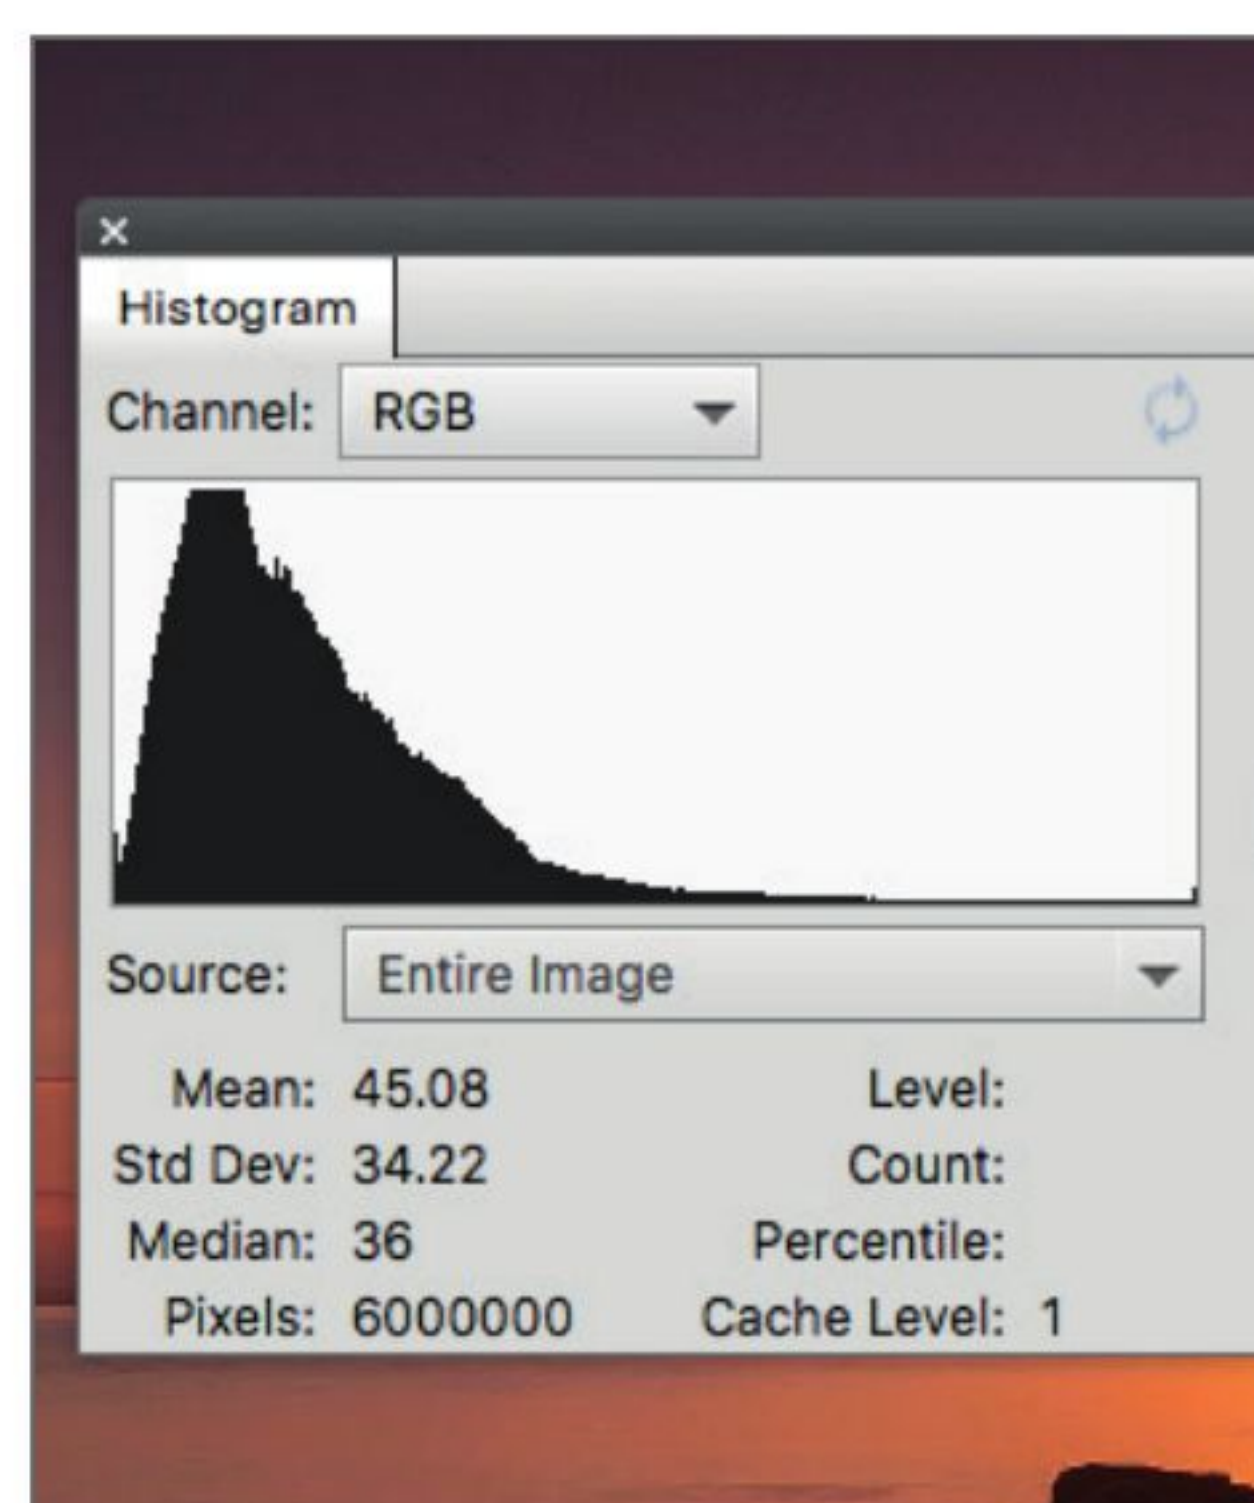 Histogram
Channel: RGB
Source: Entire Image
Mean: 45.08 Level:
Std Dev: 34.22 Count:
Median: 36 Percentile:
Pixels: 6000000 Cache Level: 1